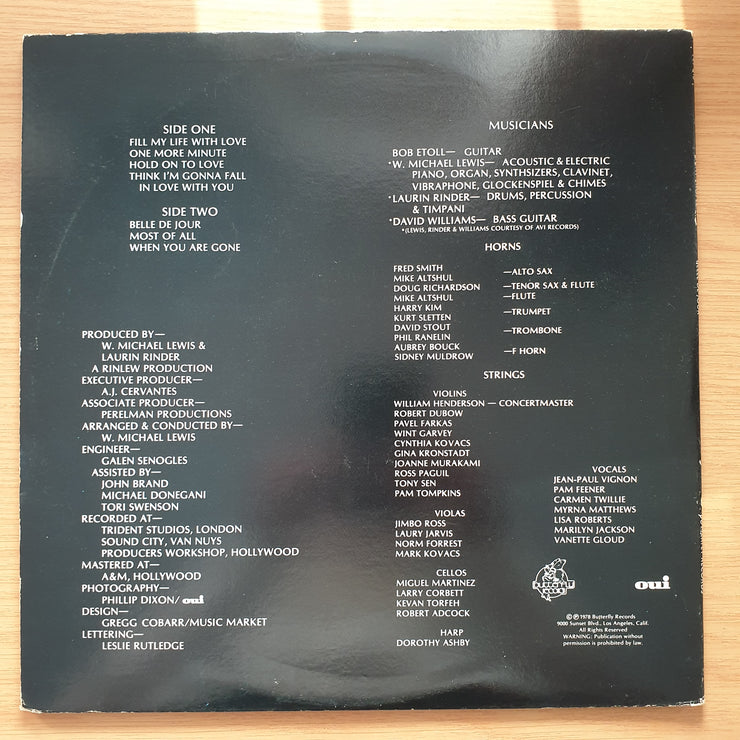 SIDE ONE
FILL MY LIFE WITH LOVE
ONE MORE MINUTE
HOLD ON TO LOVE
THINK I'M GONNA FALL
IN LOVE WITH YOU
SIDE TWO
BELLE DE JOUR
MOST OF ALL
WHEN YOU ARE GONE
PRODUCED BY—
W. MICHAEL LEWIS &
LAURIN RINDER
A RINLEW PRODUCTION
EXECUTIVE PRODUCER—
A.J. CERVANTES
ASSOCIATE PRODUCER—
PERELMAN PRODUCTIONS
ARRANGED & CONDUCTED BY—
W. MICHAEL LEWIS
ENGINEER—
GALEN SENOGLES
ASSISTED BY—
JOHN BRAND
MICHAEL DONEGANI
TORI SWENSON
RECORDED AT—
TRIDENT STUDIOS, LONDON
SOUND CITY, VAN NUYS
PRODUCERS WORKSHOP, HOLLYWOOD
MASTERED AT—
A&M, HOLLYWOOD
PHOTOGRAPHY—
PHILLIP DIXON/oui
DESIGN—
GREGG COBARR/MUSIC MARKET
LETTERING—
LESLIE RUTLEDGE
MUSICIANS
BOB ETOLL— GUITAR
*W. MICHAEL LEWIS— ACOUSTIC & ELECTRIC
PIANO, ORGAN, SYNTHSIZERS, CLAVINET,
VIBRAPHONE, GLOCKENSPIEL & CHIMES
*LAURIN RINDER— DRUMS, PERCUSSION
& TIMPANI
*DAVID WILLIAMS— BASS GUITAR
*(LEWIS, RINDER & WILLIAMS COURTESY OF AVI RECORDS)
HORNS
FRED SMITH
MIKE ALTSHUL —ALTO SAX
DOUG RICHARDSON —TENOR SAX & FLUTE
MIKE ALTSHUL —FLUTE
HARRY KIM
KURT SLETTEN —TRUMPET
DAVID STOUT
PHIL RANELIN —TROMBONE
AUBREY BOUCK
SIDNEY MULDROW —F HORN
STRINGS
VIOLINS
WILLIAM HENDERSON — CONCERTMASTER
ROBERT DUBOW
PAVEL FARKAS
WINT GARVEY
CYNTHIA KOVACS
GINA KRONSTADT
JOANNE MURAKAMI
ROSS PAGUIL
TONY SEN
PAM TOMPKINS
VIOLAS
JIMBO ROSS
LAURY JARVIS
NORM FORREST
MARK KOVACS
CELLOS
MIGUEL MARTINEZ
LARRY CORBETT
KEVAN TORFEH
ROBERT ADCOCK
HARP
DOROTHY ASHBY
VOCALS
JEAN-PAUL VIGNON
PAM FEENER
CARMEN TWILLIE
MYRNA MATTHEWS
LISA ROBERTS
MARILYN JACKSON
VANETTE GLOUD
BUTTERFLY
oui
© ℗ 1978 Butterfly Records
9000 Sunset Blvd., Los Angeles, Calif.
All Rights Reserved
WARNING: Publication without
permission is prohibited by law.